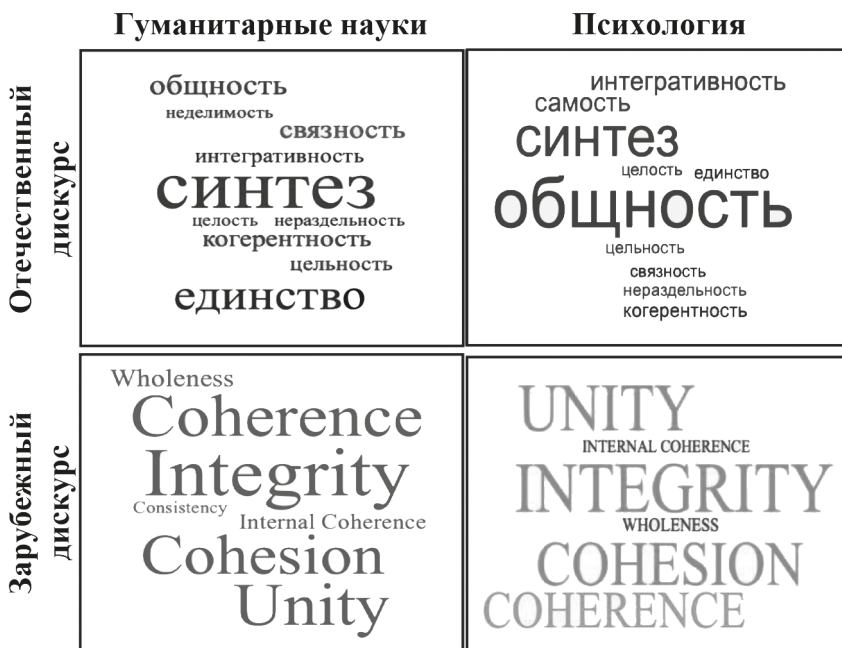 Гуманитарные науки
Психология
Отечественный
дискурс
общность
неделимость
связность
интегративность
синтез
целость нераздельность
когерентность
цельность
единство
интегративность
самость
синтез
целость единство
общность
цельность
связность
нераздельность
когерентность
Зарубежный
дискурс
Wholeness
Coherence
Integrity
Consistency
Internal Coherence
Cohesion
Unity
UNITY
INTERNAL COHERENCE
INTEGRITY
WHOLENESS
COHESION
COHERENCE